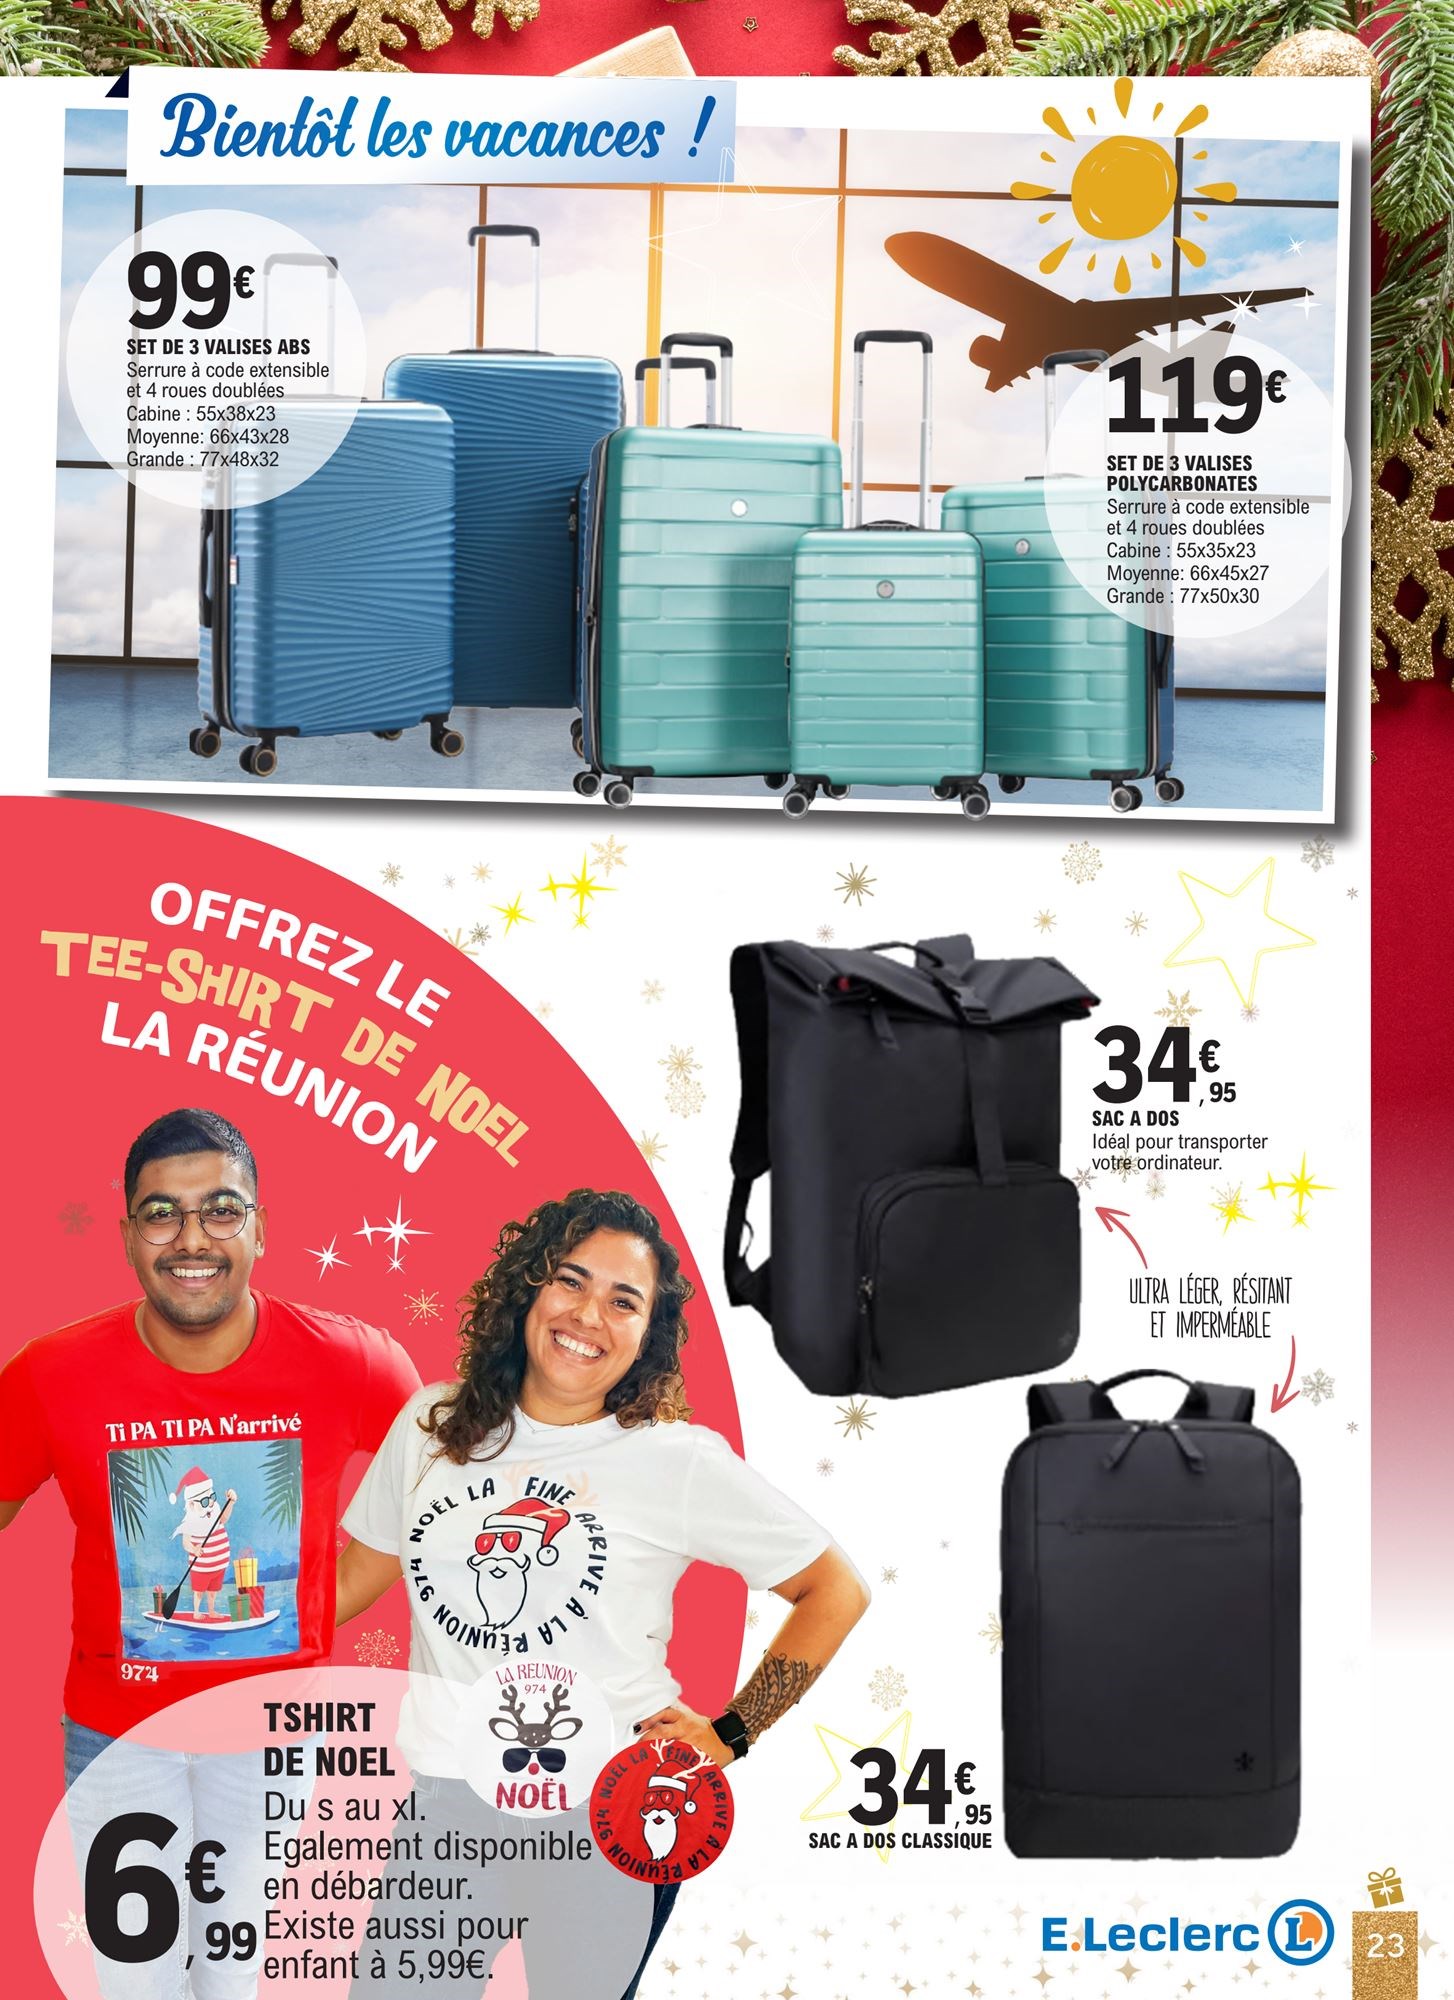 Bientôt les vacances !
99€
SET DE 3 VALISES ABS
Serrure à code extensible
et 4 roues doublées
Cabine : 55x38x23
Moyenne: 66x43x28
Grande : 77x48x32
119€
SET DE 3 VALISES
POLYCARBONATES
Serrure à code extensible
et 4 roues doublées
Cabine : 55x35x23
Moyenne: 66x45x27
Grande : 77x50x30
OFFREZ LE
TEE-SHIRT DE NOEL
LA RÉUNION
34€,95
SAC A DOS
Idéal pour transporter
votre ordinateur.
ULTRA LÉGER, RÉSITANT
ET IMPERMÉABLE
Ti PA TI PA N'arrivé
974
NOËL LA FINE ARRIVE À LA RÉUNION 974
LA REUNION
974
NOËL
NOËL LA FINE ARRIVE À LA RÉUNION 974
TSHIRT
DE NOEL
Du s au xl.
Egalement disponible
en débardeur.
Existe aussi pour
enfant à 5,99€.
6€,99
34€,95
SAC A DOS CLASSIQUE
E.Leclerc L
23